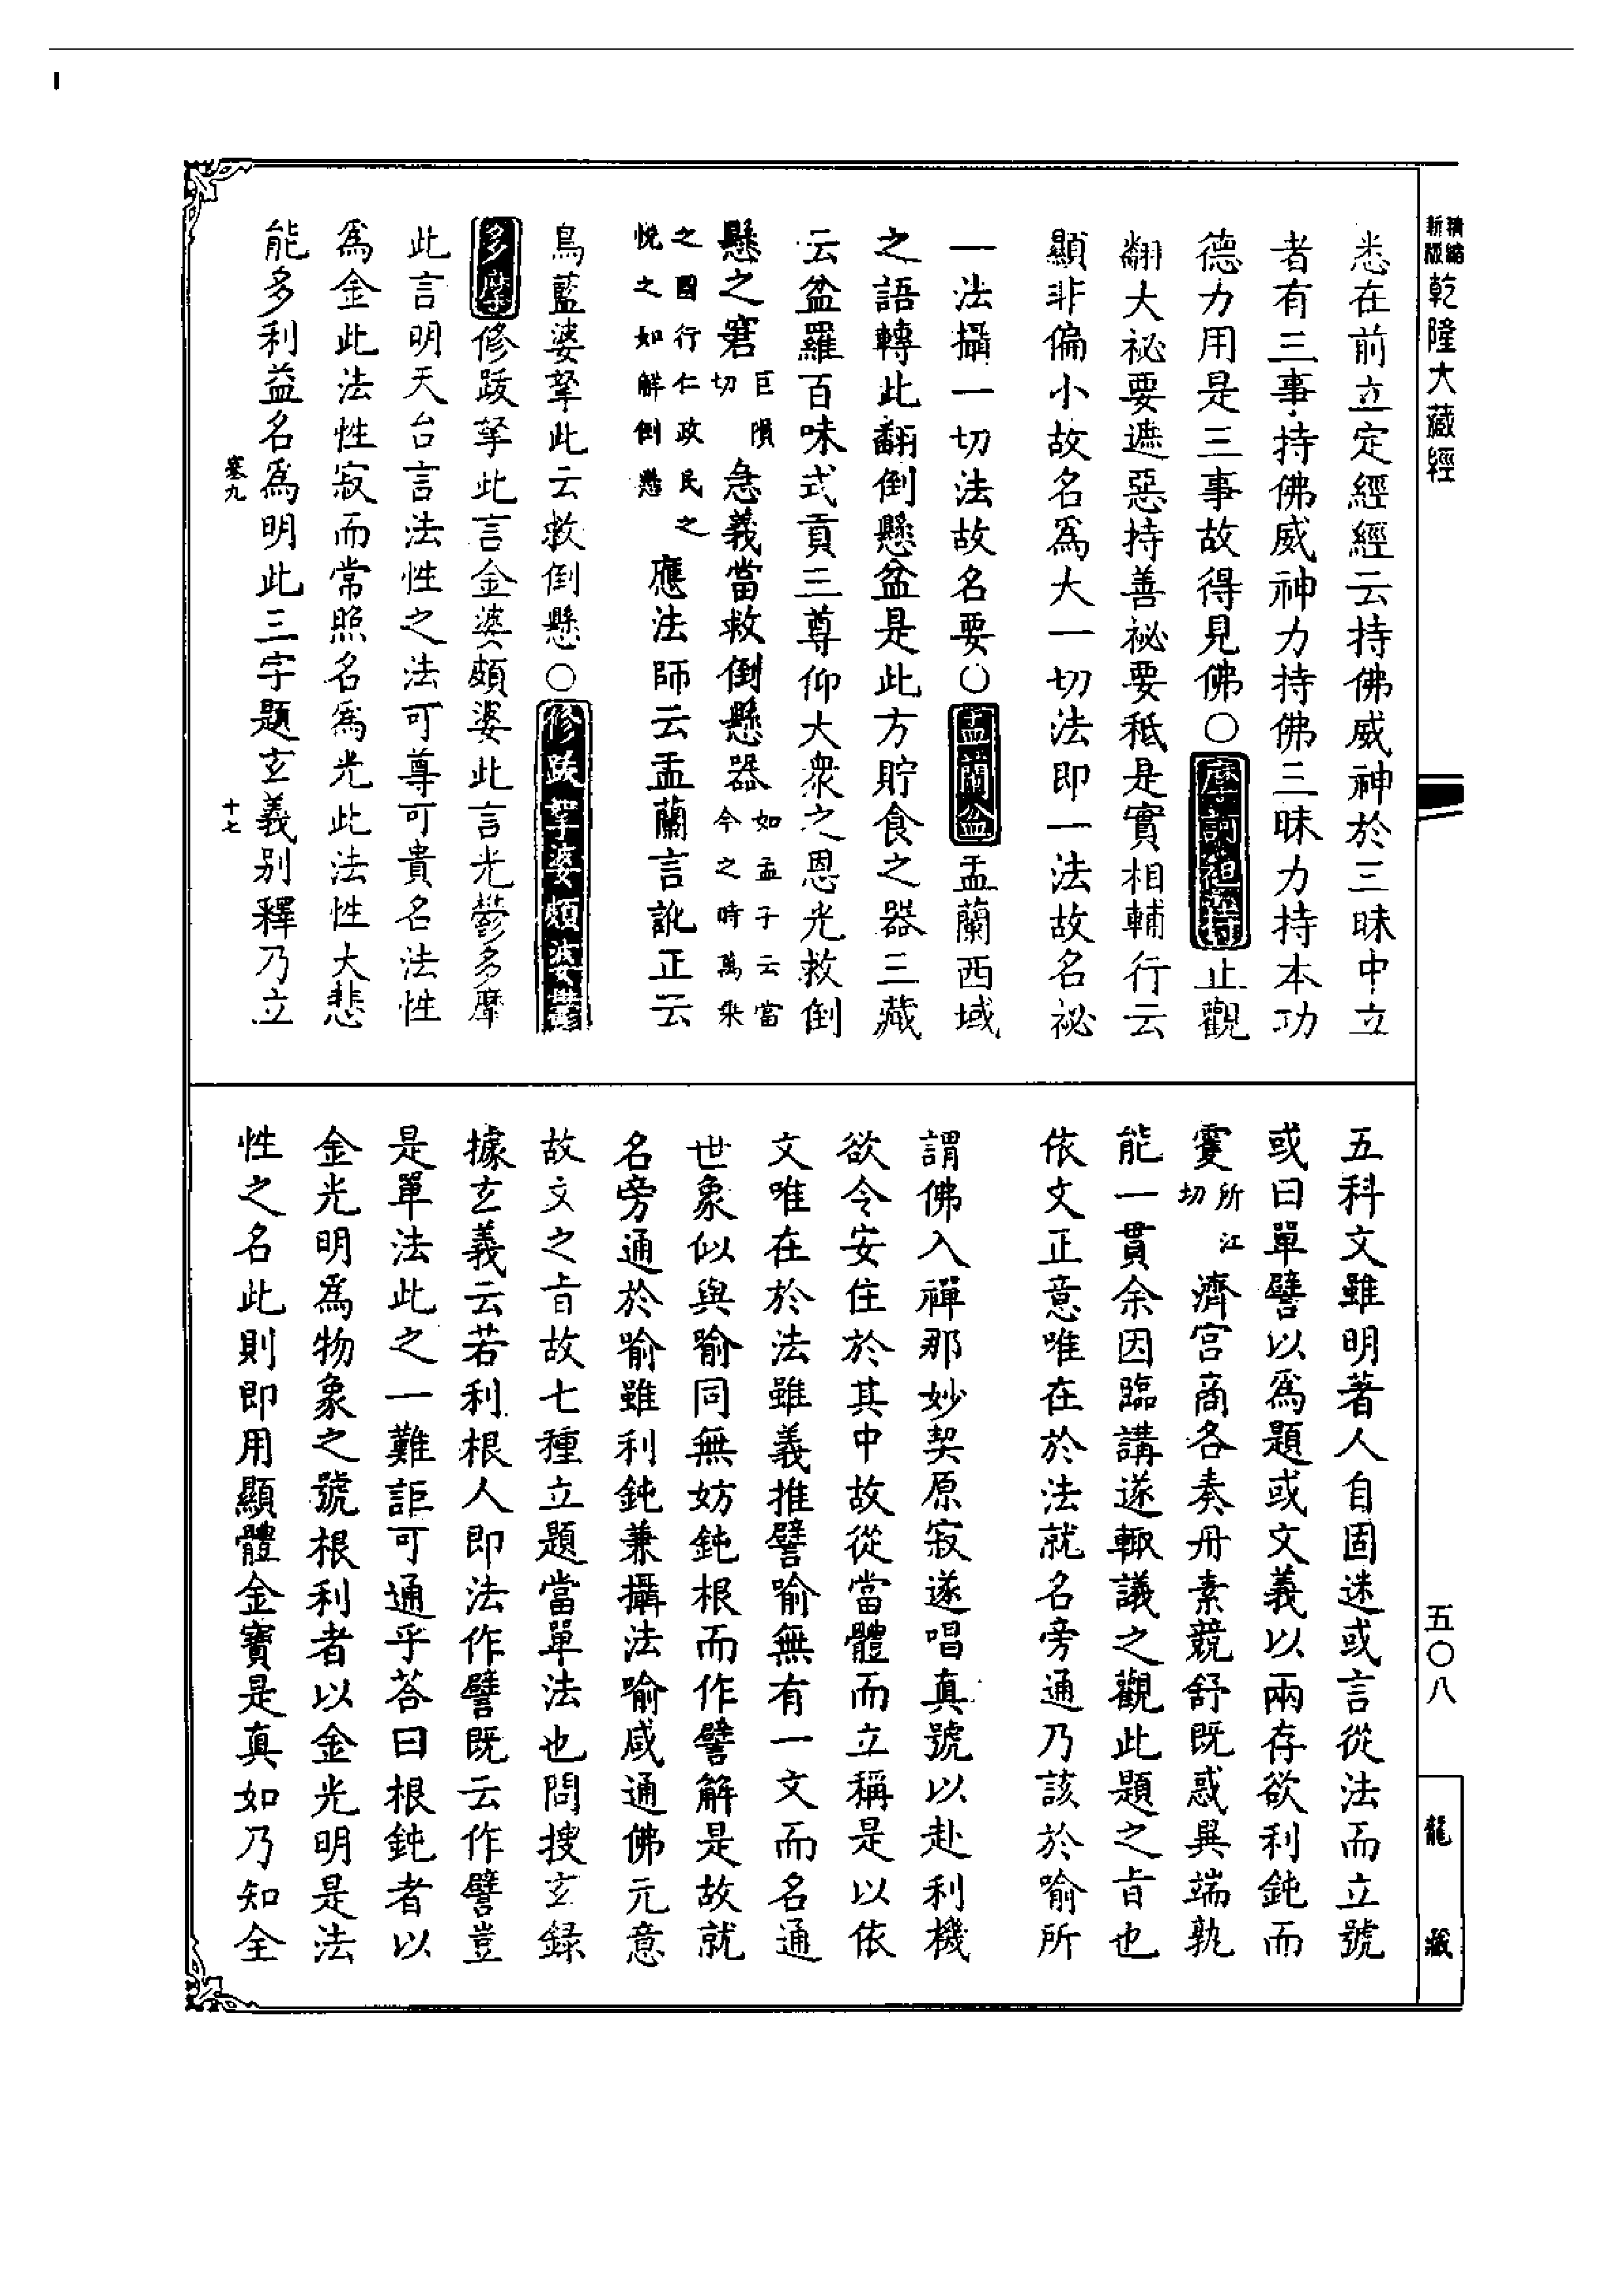 新版精縮乾隆大藏經
悉在前立定經經云持佛威神於三昧中立
者有三事持佛威神力持佛三昧力持本功
德力用是三事故得見佛○摩訶袒持止觀
翻大祕要遮惡持善祕要秖是實相輔行云
顯非偏小故名爲大一切法即一法故名祕
一法攝一切法故名要○盂蘭盆盂蘭西域
之語轉此翻倒懸盆是此方貯食之器三藏
云盆羅百味式貢三尊仰大衆之恩光救倒
懸之窘巨隕切急義當救倒懸器如孟子云當今之時萬乘
之國行仁政民之悅之如解倒懸應法師云盂蘭言訛正云
烏藍婆拏此云救倒懸○修跋拏婆頗婆鬱
多摩修跋拏此言金婆頗婆此言光鬱多摩
此言明天台言法性之法可尊可貴名法性
爲金此法性寂而常照名爲光此法性大悲
能多利益名爲明此三字題玄義別釋乃立
塞九
十七
五科文雖明著人自固迷或言從法而立號
或曰單譬以爲題或文義以兩存欲利鈍而
雙所江切濟宮商各奏丹素競舒既惑異端孰
能一貫余因臨講遂輙議之觀此題之旨也
依文正意唯在於法就名旁通乃該於喻所
謂佛入禪那妙契原寂遂唱真號以赴利機
欲令安住於其中故從當體而立稱是以依
文唯在於法雖義推譬喻無有一文而名通
世象似與喻同無妨鈍根而作譬解是故就
名旁通於喻雖利鈍兼攝法喻咸通佛元意
故文之旨故七種立題當單法也問搜玄録
據玄義云若利根人即法作譬既云作譬豈
是單法此之一難詎可通乎荅曰根鈍者以
金光明爲物象之號根利者以金光明是法
性之名此則即用顯體金寶是真如乃知全
五〇八
龍藏